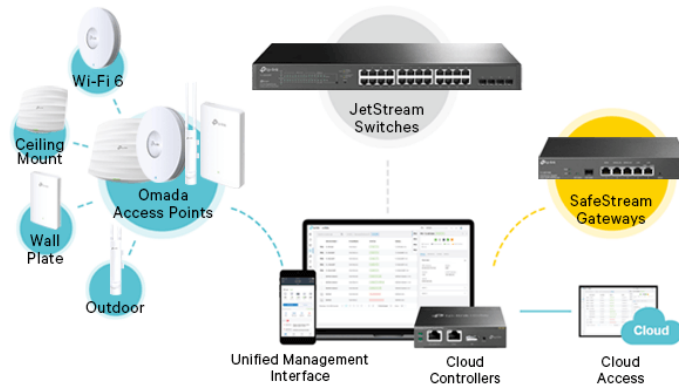 Wi-Fi 6
Ceiling
Mount
Omada
Access Points
Wall
Plate
Outdoor
JetStream
Switches
SafeStream
Gateways
Unified Management
Interface
Cloud
Controllers
Cloud
Cloud
Access